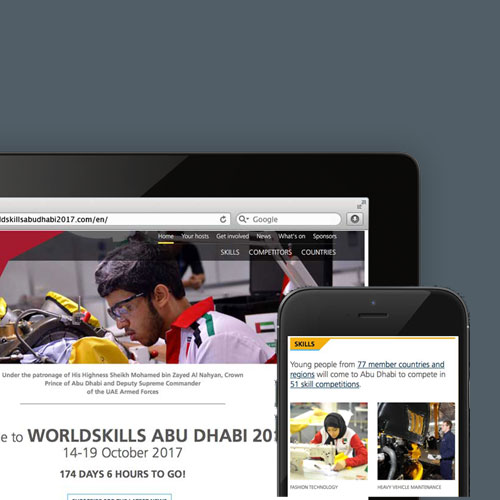 ldskillsabudhabi2017.com/en/
Google
Home Your hosts Get involved News What's on Sponsors
SKILLS COMPETITORS COUNTRIES
Under the patronage of His Highness Sheikh Mohamed bin Zayed Al Nahyan, Crown
Prince of Abu Dhabi and Deputy Supreme Commander
of the UAE Armed Forces
e to WORLDSKILLS ABU DHABI 201
14-19 October 2017
174 DAYS 6 HOURS TO GO!
SKILLS
Young people from 77 member countries and
regions will come to Abu Dhabi to compete in
51 skill competitions.
FASHION TECHNOLOGY
HEAVY VEHICLE MAINTENANCE